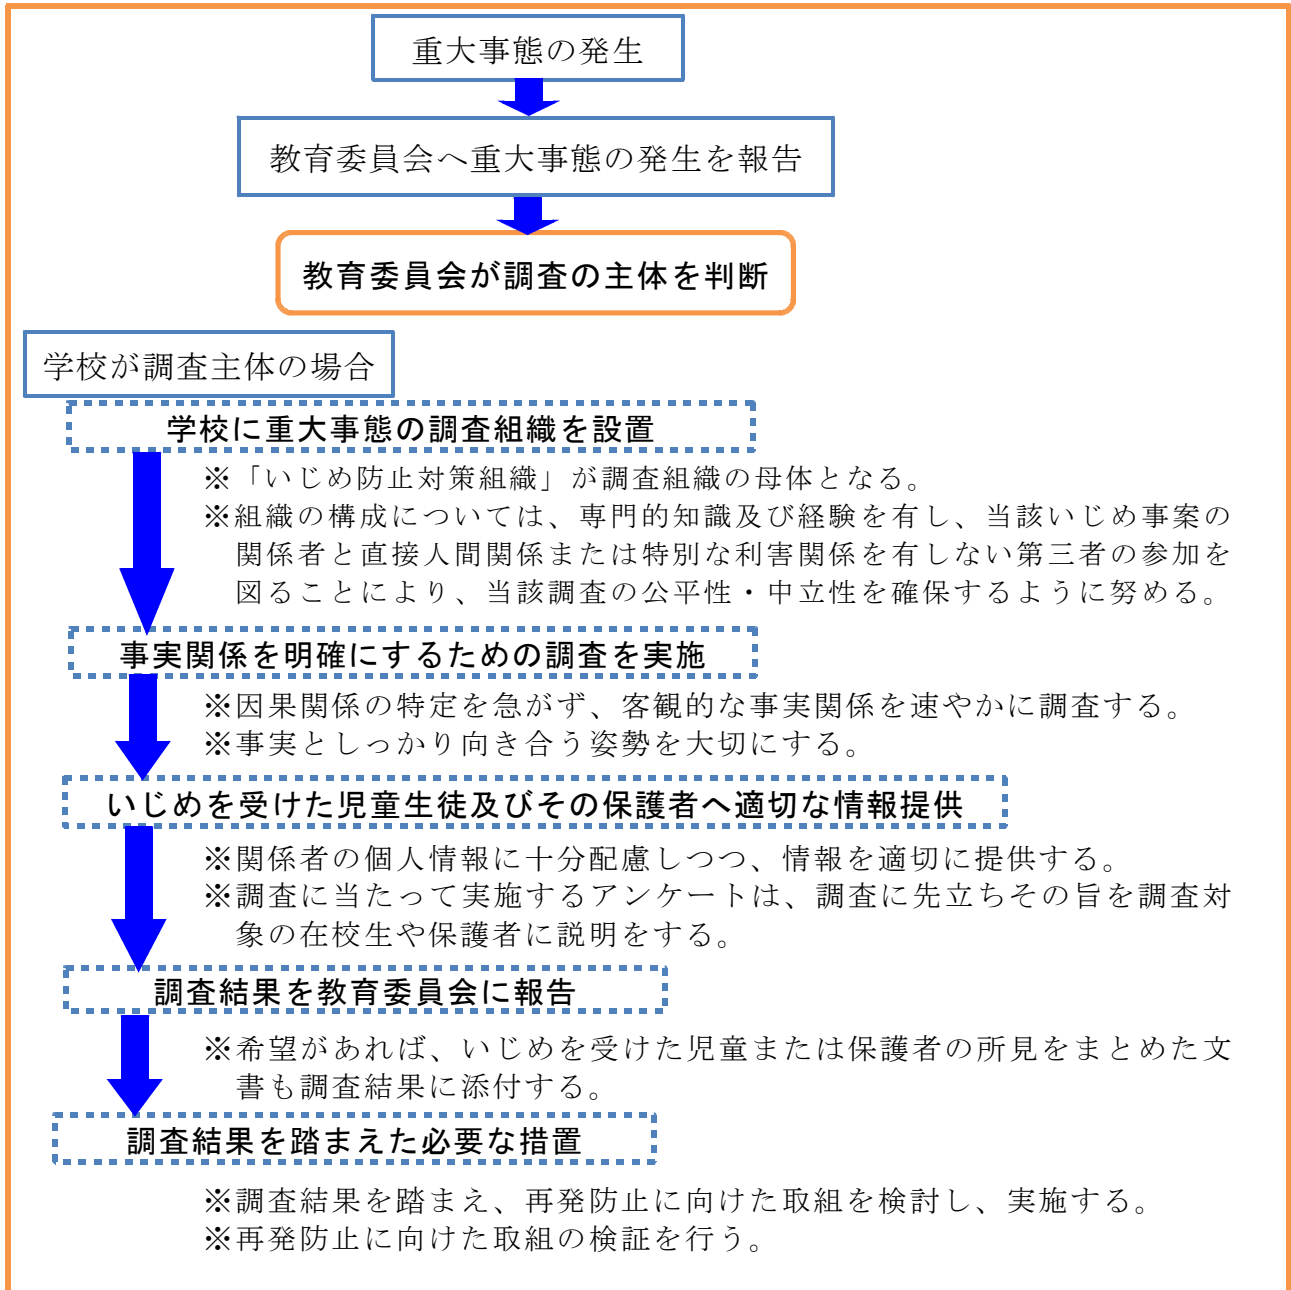 重大事態の発生
教育委員会へ重大事態の発生を報告
教育委員会が調査の主体を判断
学校が調査主体の場合
学校に重大事態の調査組織を設置
※「いじめ防止対策組織」が調査組織の母体となる。
※組織の構成については、専門的知識及び経験を有し、当該いじめ事案の
関係者と直接人間関係または特別な利害関係を有しない第三者の参加を
図ることにより、当該調査の公平性・中立性を確保するように努める。
事実関係を明確にするための調査を実施
※因果関係の特定を急がず、客観的な事実関係を速やかに調査する。
※事実としっかり向き合う姿勢を大切にする。
いじめを受けた児童生徒及びその保護者へ適切な情報提供
※関係者の個人情報に十分配慮しつつ、情報を適切に提供する。
※調査に当たって実施するアンケートは、調査に先立ちその旨を調査対
象の在校生や保護者に説明をする。
調査結果を教育委員会に報告
※希望があれば、いじめを受けた児童または保護者の所見をまとめた文
書も調査結果に添付する。
調査結果を踏まえた必要な措置
※調査結果を踏まえ、再発防止に向けた取組を検討し、実施する。
※再発防止に向けた取組の検証を行う。